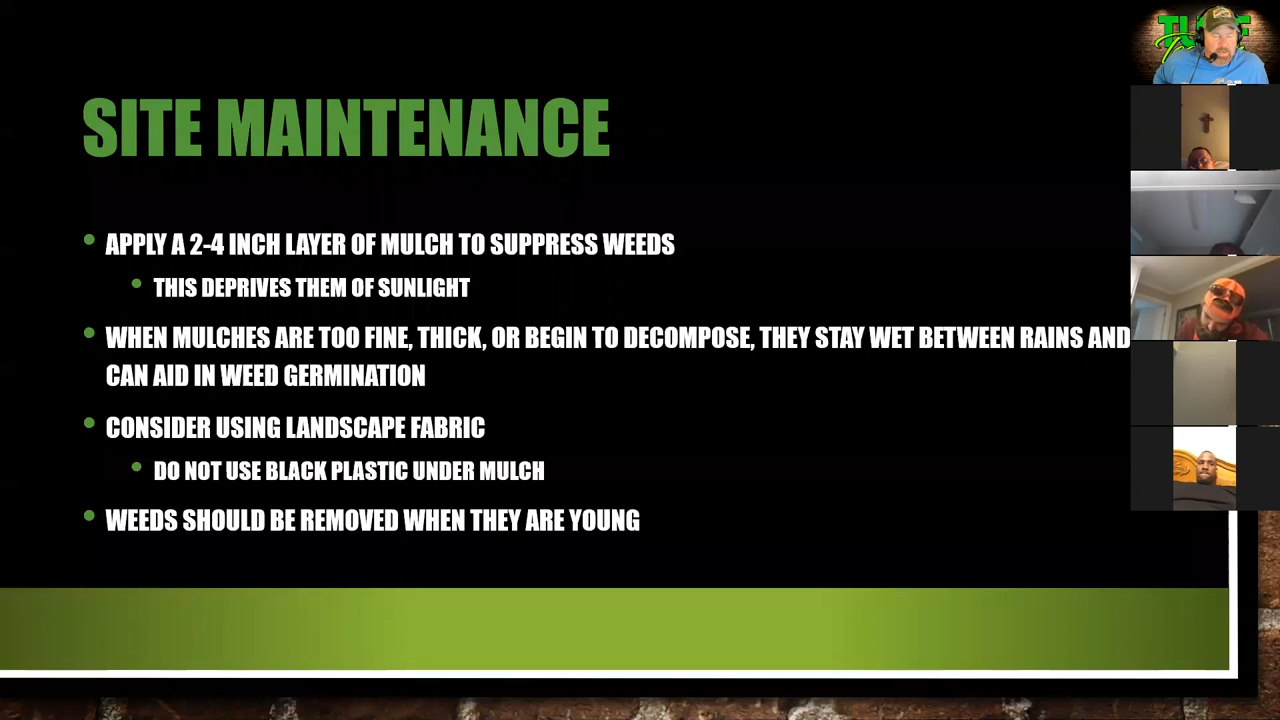 SITE MAINTENANCE
APPLY A 2-4 INCH LAYER OF MULCH TO SUPPRESS WEEDS
THIS DEPRIVES THEM OF SUNLIGHT
WHEN MULCHES ARE TOO FINE, THICK, OR BEGIN TO DECOMPOSE, THEY STAY WET BETWEEN RAINS AND
CAN AID IN WEED GERMINATION
CONSIDER USING LANDSCAPE FABRIC
DO NOT USE BLACK PLASTIC UNDER MULCH
WEEDS SHOULD BE REMOVED WHEN THEY ARE YOUNG